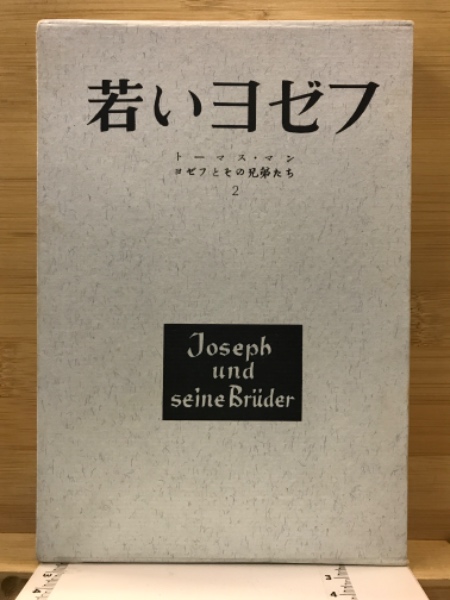 若いヨゼフ
トーマス・マン
ヨゼフとその兄弟たち
2
Joseph
und
seine Brüder